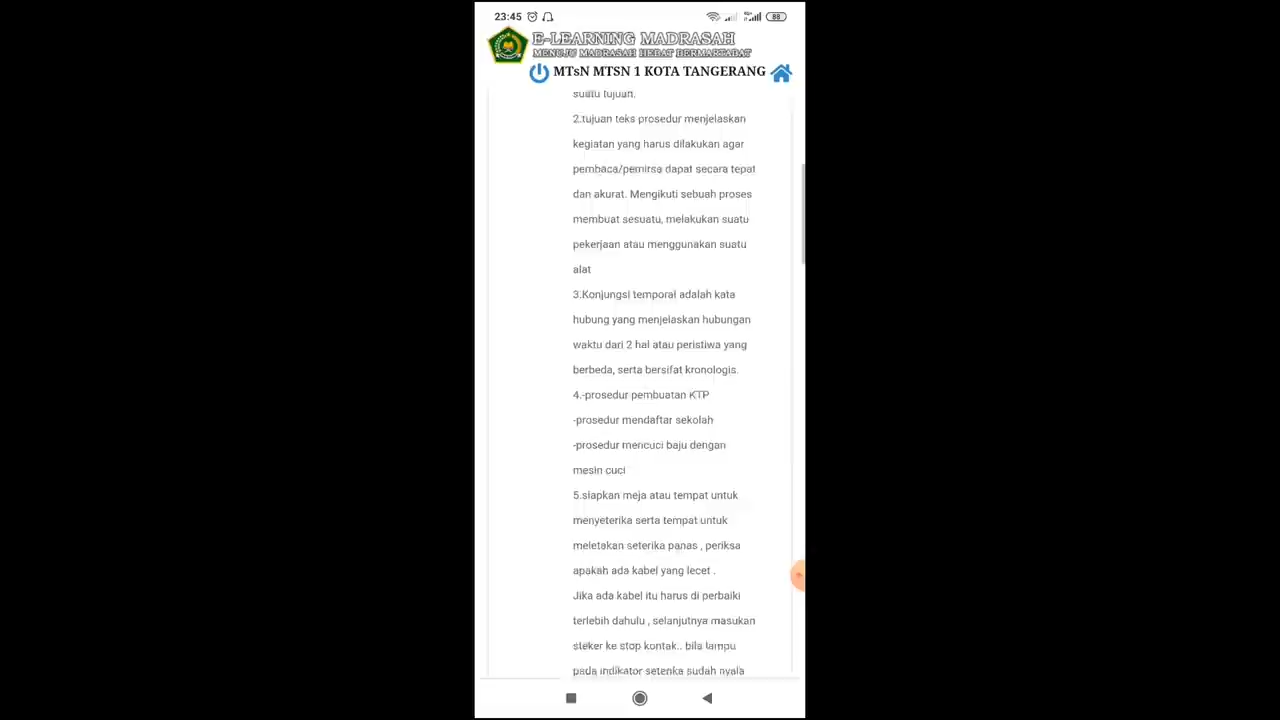 23:45
88
E-LEARNING MADRASAH
MENUJU MADRASAH HEBAT BERMARTABAT
MTsN MTSN 1 KOTA TANGERANG
suatu tujuan.
2.tujuan teks prosedur menjelaskan
kegiatan yang harus dilakukan agar
pembaca/pemirsa dapat secara tepat
dan akurat. Mengikuti sebuah proses
membuat sesuatu, melakukan suatu
pekerjaan atau menggunakan suatu
alat
3.Konjungsi temporal adalah kata
hubung yang menjelaskan hubungan
waktu dari 2 hal atau peristiwa yang
berbeda, serta bersifat kronologis.
4.-prosedur pembuatan KTP
-prosedur mendaftar sekolah
-prosedur mencuci baju dengan
mesin cuci
5.siapkan meja atau tempat untuk
menyeterika serta tempat untuk
meletakan seterika panas , periksa
apakah ada kabel yang lecet .
Jika ada kabel itu harus di perbaiki
terlebih dahulu , selanjutnya masukan
steker ke stop kontak.. bila lampu
pada indikator seterika sudah nyala